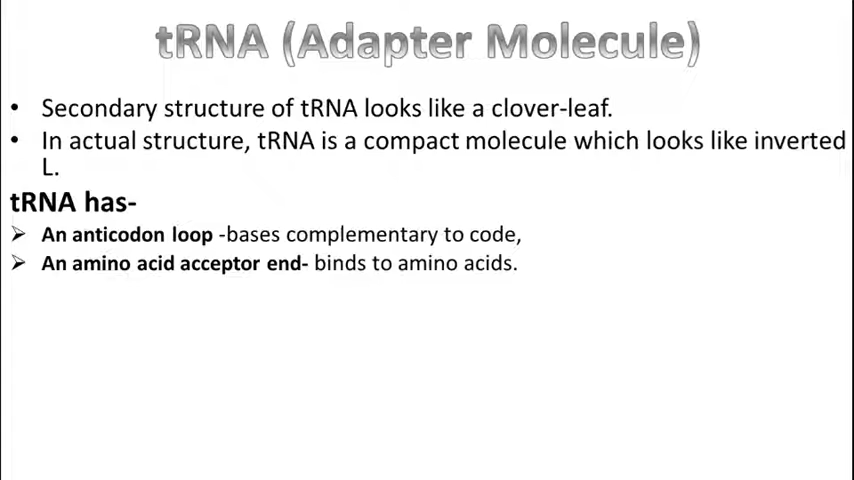 tRNA (Adapter Molecule)
• Secondary structure of tRNA looks like a clover-leaf.
• In actual structure, tRNA is a compact molecule which looks like inverted
L.
tRNA has-
➢ An anticodon loop -bases complementary to code,
➢ An amino acid acceptor end- binds to amino acids.